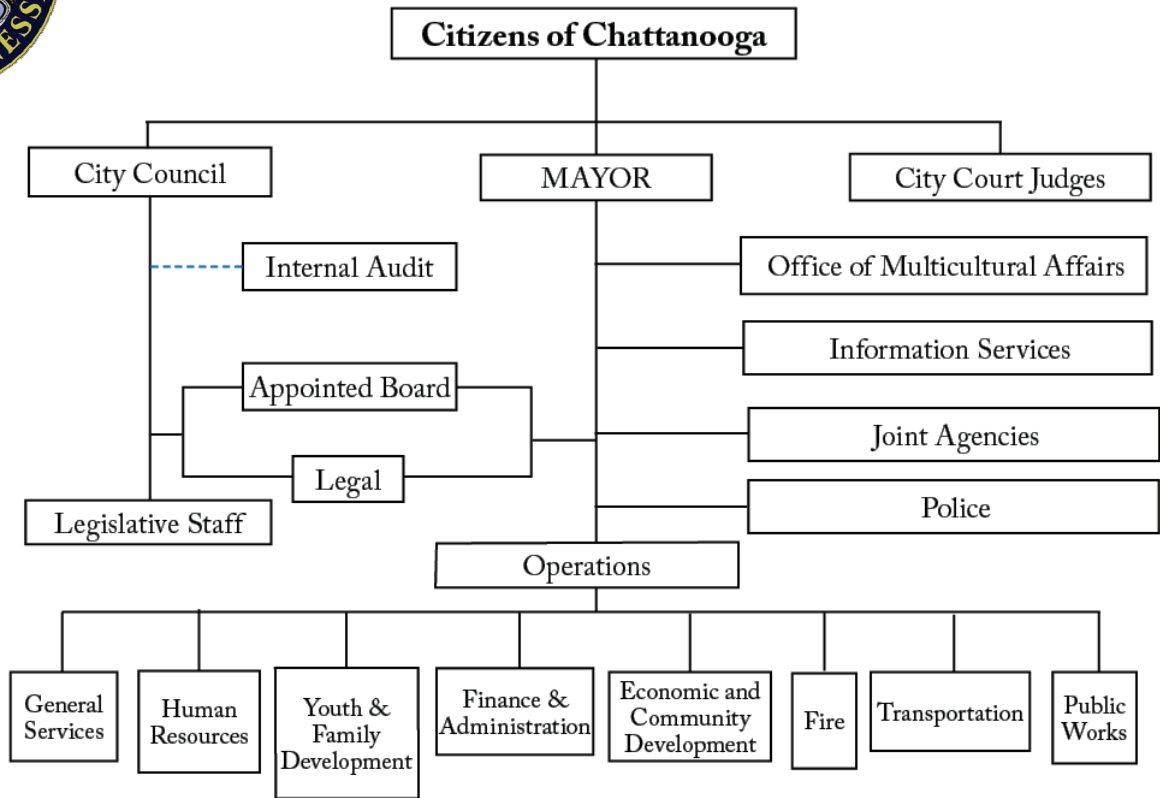 NESS
Citizens of Chattanooga
City Council
MAYOR
City Court Judges
Internal Audit
Office of Multicultural Affairs
Information Services
Appointed Board
Joint Agencies
Legal
Police
Legislative Staff
Operations
General
Services
Human
Resources
Youth &
Family
Development
Finance &
Administration
Economic and
Community
Development
Fire
Transportation
Public
Works